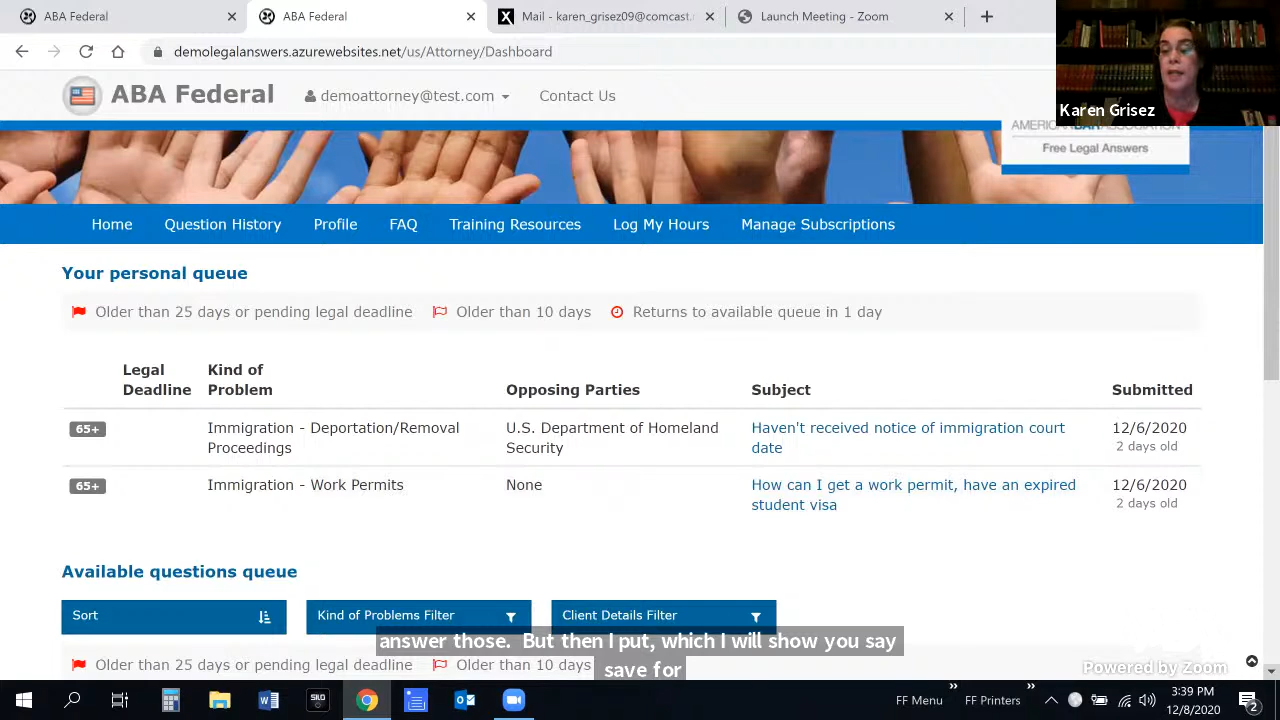 ABA Federal
ABA Federal
Mail - karen_grisez09@comcast.
Launch Meeting - Zoom
demolegalanswers.azurewebsites.net/us/Attorney/Dashboard
Karen Grisez
ABA Federal
demoattorney@test.com
Contact Us
AMERICAN BAR ASSOCIATION
Free Legal Answers
Home
Question History
Profile
FAQ
Training Resources
Log My Hours
Manage Subscriptions
Your personal queue
Older than 25 days or pending legal deadline
Older than 10 days
Returns to available queue in 1 day
Legal
Deadline
Kind of
Problem
Opposing Parties
Subject
Submitted
65+
Immigration - Deportation/Removal
Proceedings
U.S. Department of Homeland
Security
Haven't received notice of immigration court
date
12/6/2020
2 days old
65+
Immigration - Work Permits
None
How can I get a work permit, have an expired
student visa
12/6/2020
2 days old
Available questions queue
Sort
Kind of Problems Filter
Client Details Filter
answer those. But then I put, which I will show you say
save for
Older than 25 days or pending legal deadline
Older than 10 days
Powered by Zoom
SILO
FF Menu
FF Printers
3:39 PM
12/8/2020
2